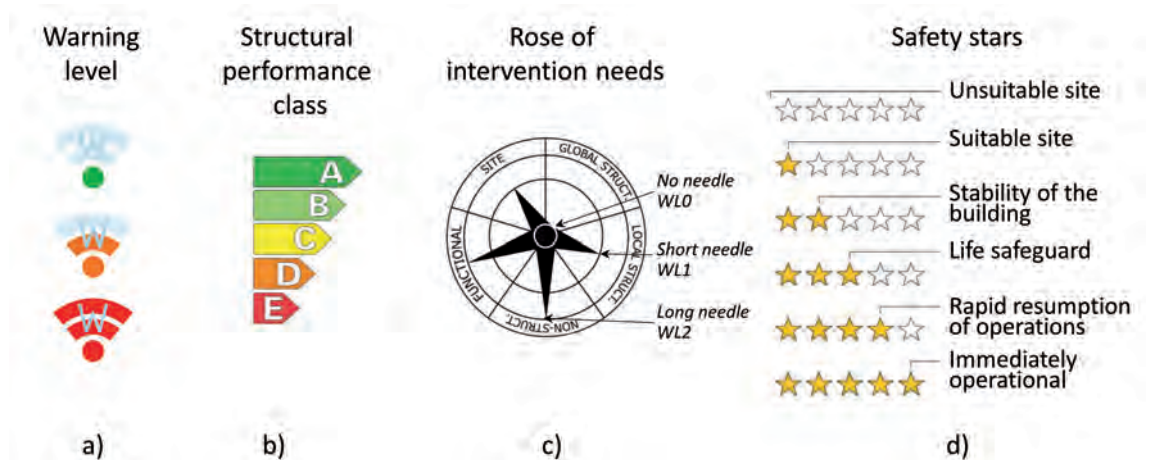 Warning
level
Structural
performance
class
Rose of
intervention needs
Safety stars
W
W
W
A
B
C
D
E
SITE
GLOBAL STRUCT.
LOCAL STRUCT.
NON-STRUCT.
FUNCTIONAL
No needle
WL0
Short needle
WL1
Long needle
WL2
Unsuitable site
Suitable site
Stability of the
building
Life safeguard
Rapid resumption
of operations
Immediately
operational
a)
b)
c)
d)